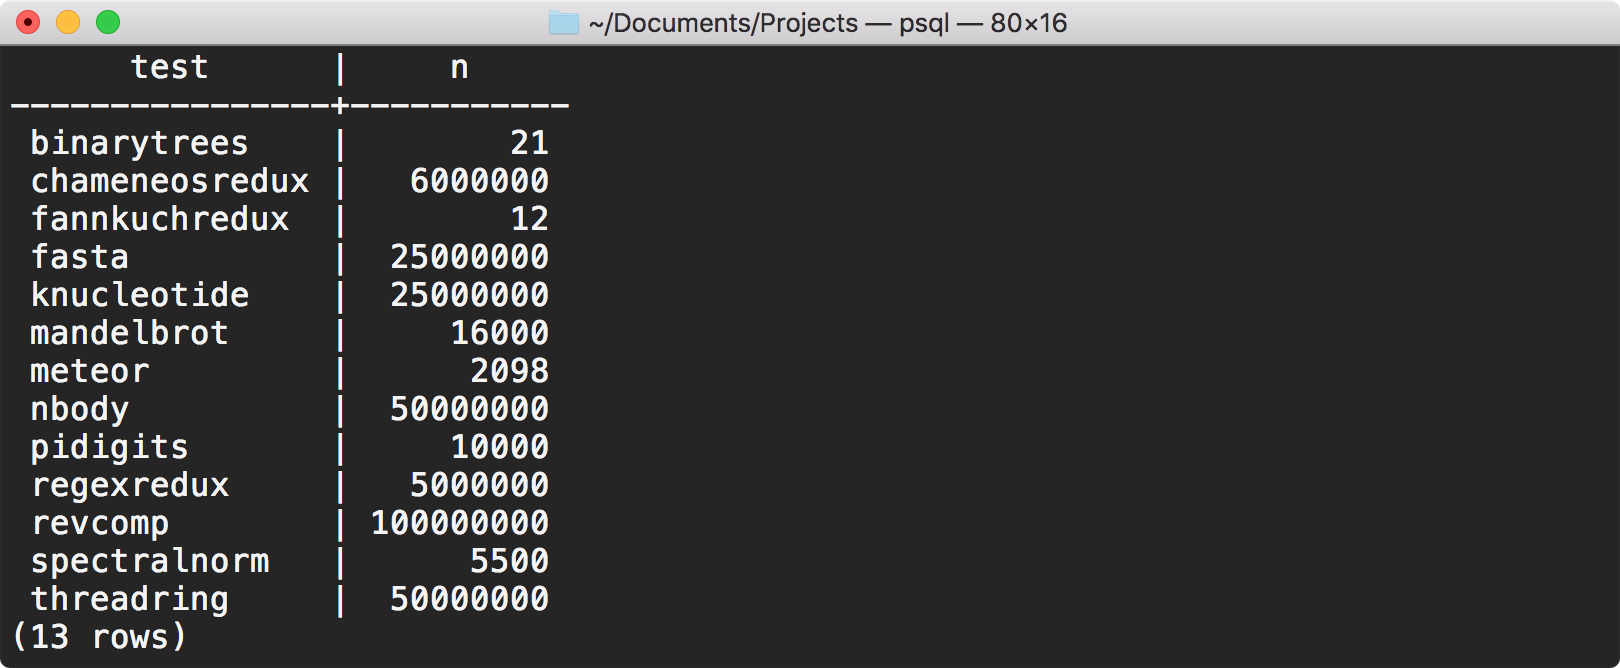 ~/Documents/Projects — psql — 80×16
      test      |     n
----------------+-----------
 binarytrees    |        21
 chameneosredux |   6000000
 fannkuchredux  |        12
 fasta          |  25000000
 knucleotide    |  25000000
 mandelbrot     |     16000
 meteor         |      2098
 nbody          |  50000000
 pidigits       |     10000
 regexredux     |   5000000
 revcomp        | 100000000
 spectralnorm   |      5500
 threadring     |  50000000
(13 rows)